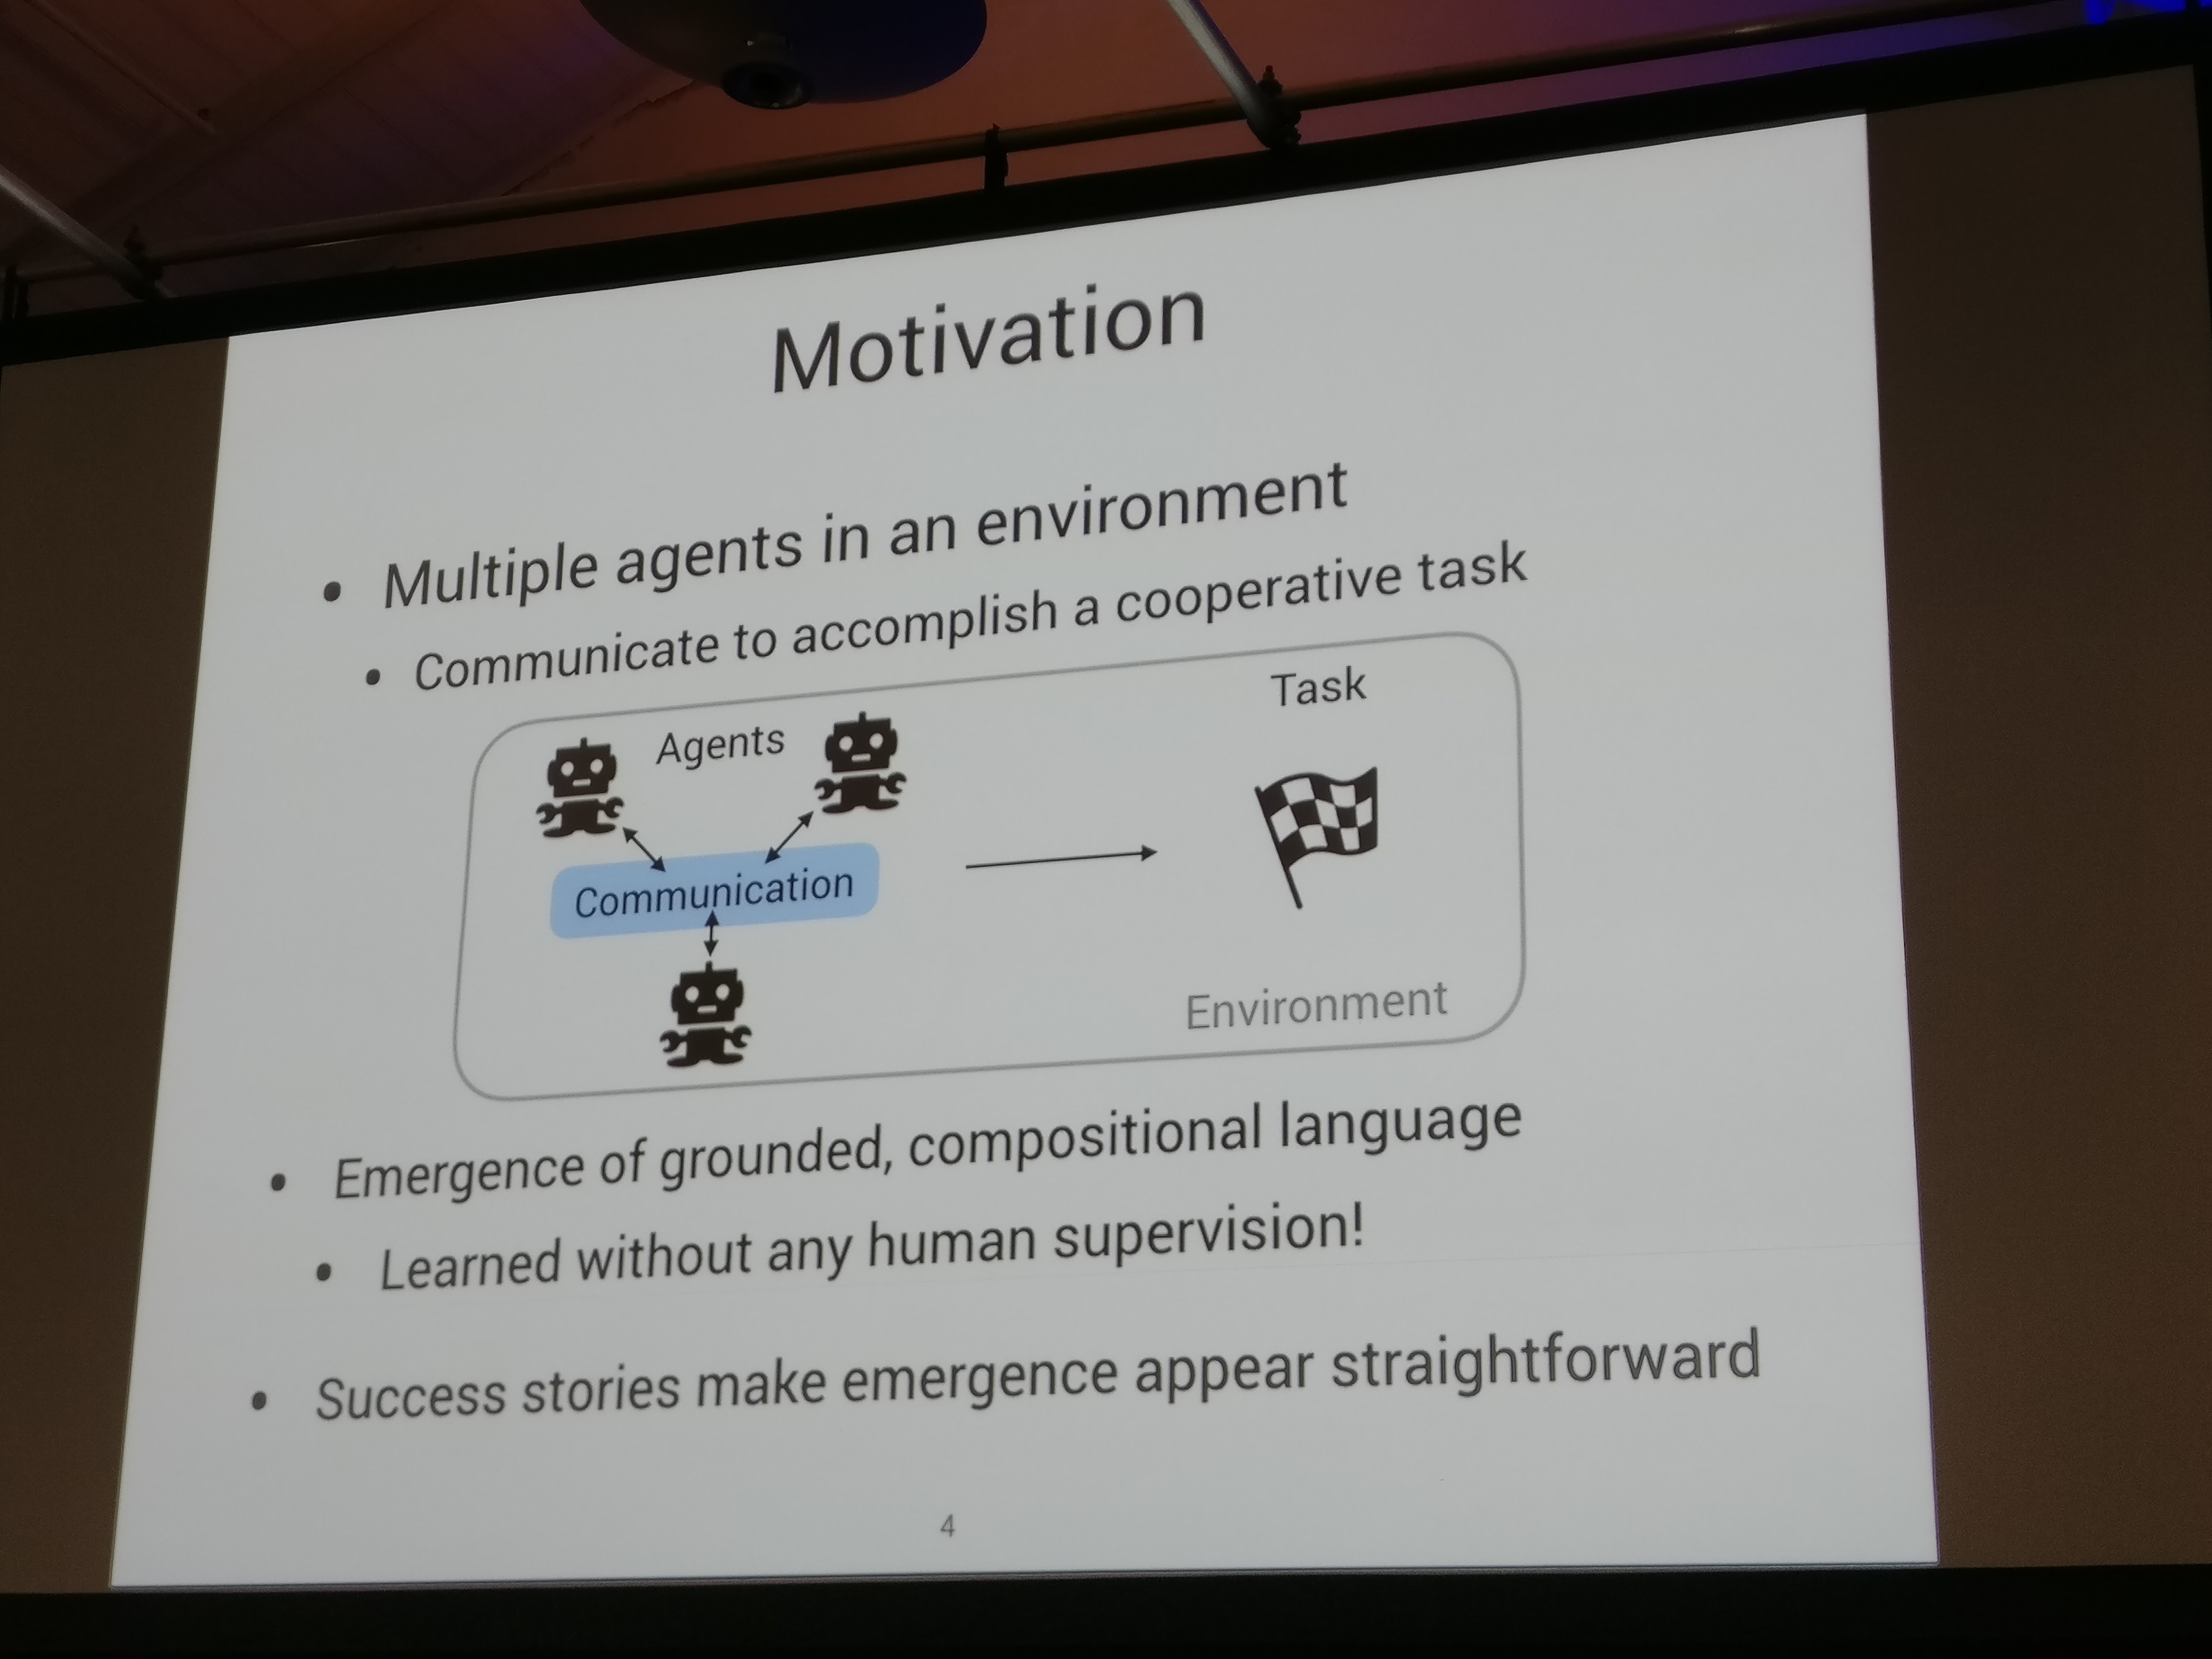 Motivation
• Multiple agents in an environment
• Communicate to accomplish a cooperative task
Agents
Task
Communication
Environment
• Emergence of grounded, compositional language
• Learned without any human supervision!
• Success stories make emergence appear straightforward
4